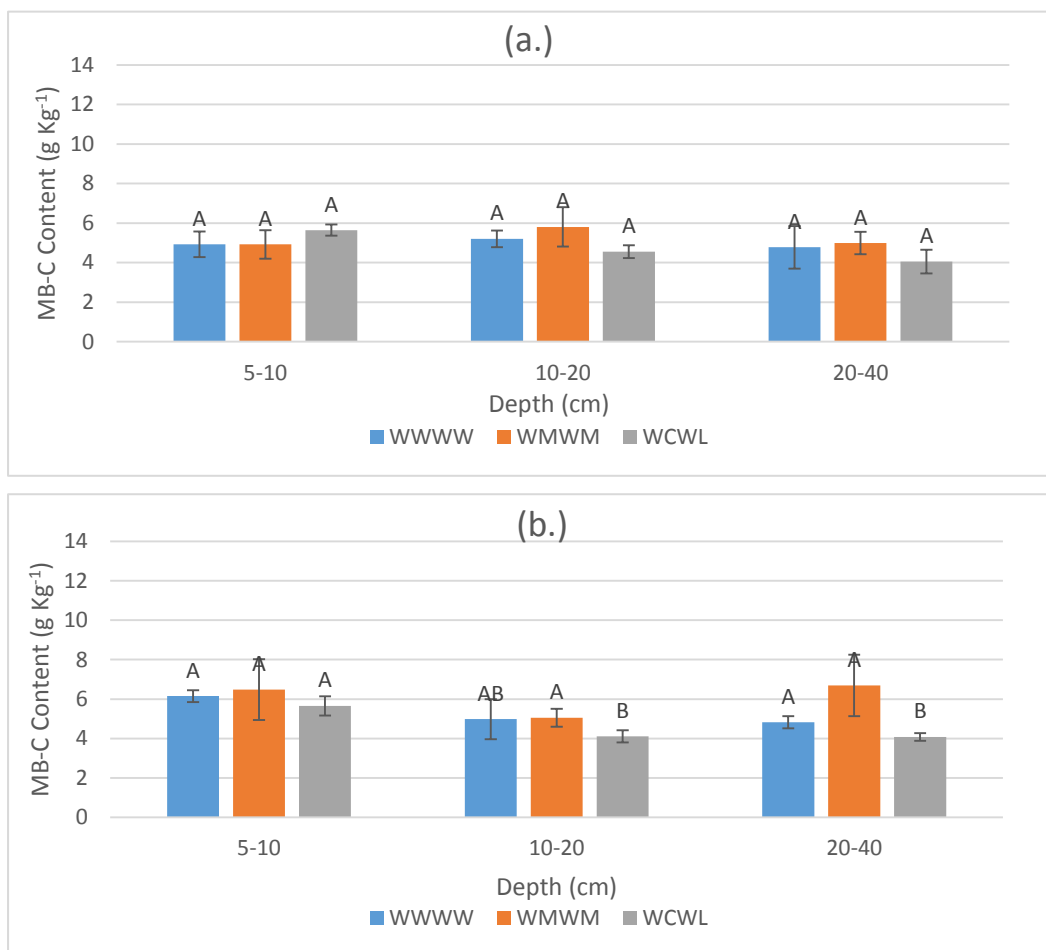 (a.)
14
12
10
8
6
4
2
0
MB-C Content (g Kg⁻¹)
A A A
A A A
A A A
5-10 10-20 20-40
Depth (cm)
WWWW WMWM WCWL
(b.)
14
12
10
8
6
4
2
0
MB-C Content (g Kg⁻¹)
A A A
AB A B
A A B
5-10 10-20 20-40
Depth (cm)
WWWW WMWM WCWL